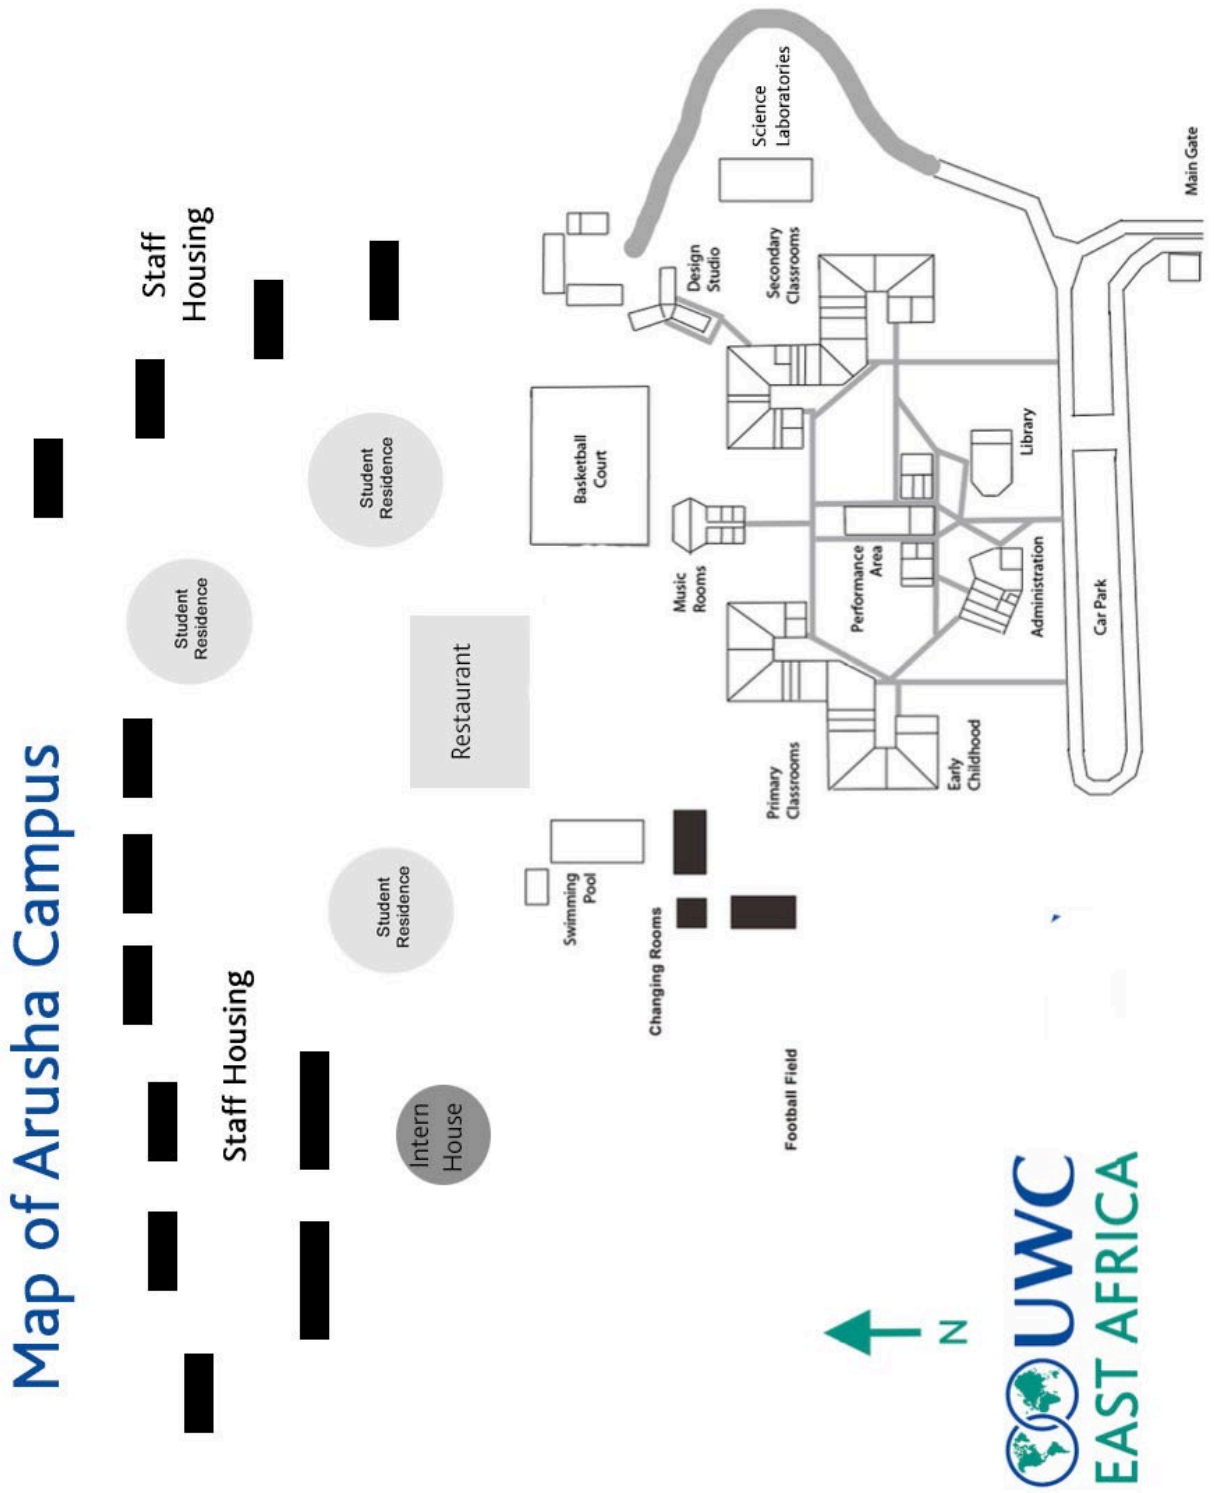 Map of Arusha Campus
Staff
Housing
Student
Residence
Student
Residence
Student
Residence
Staff Housing
Intern
House
Restaurant
Basketball
Court
Swimming
Pool
Changing Rooms
Football Field
Music
Rooms
Design
Studio
Science
Laboratories
Secondary
Classrooms
Primary
Classrooms
Performance
Area
Early
Childhood
Library
Administration
Car Park
Main Gate
N
UWC
EAST AFRICA